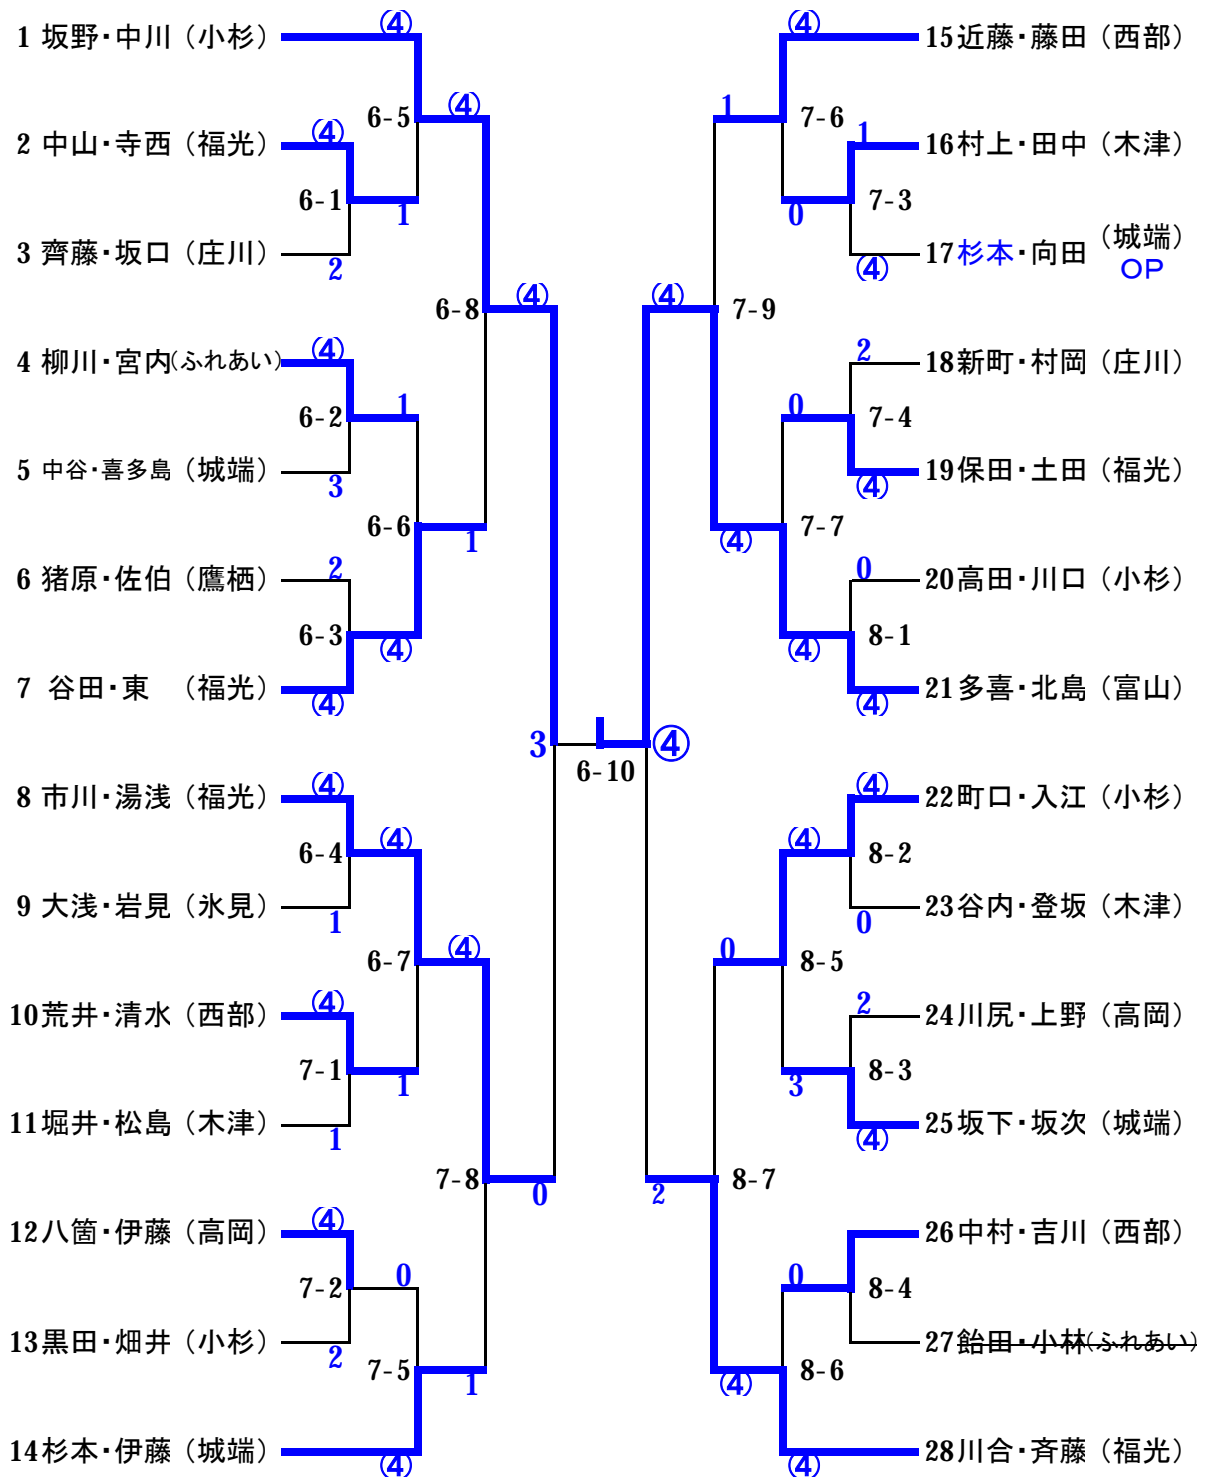 1 坂野・中川（小杉）
④
6-5
④
2 中山・寺西（福光）
④
6-1
1
3 齊藤・坂口（庄川）
2
6-8
④
4 柳川・宮内(ふれあい)
④
6-2
1
5 中谷・喜多島（城端）
3
6-6
1
6 猪原・佐伯（鷹栖）
2
6-3
④
7 谷田・東　（福光）
④
3
6-10
④
8 市川・湯浅（福光）
④
6-4
④
9 大浅・岩見（氷見）
1
6-7
④
10荒井・清水（西部）
④
7-1
1
11堀井・松島（木津）
1
7-8
0
12八箇・伊藤（高岡）
④
7-2
0
13黒田・畑井（小杉）
2
7-5
1
14杉本・伊藤（城端）
④
④
15近藤・藤田（西部）
1
7-6
1
16村上・田中（木津）
0
7-3
17杉本・向田（城端）
OP
④
④
7-9
2
18新町・村岡（庄川）
0
7-4
19保田・土田（福光）
④
④
7-7
0
20高田・川口（小杉）
④
8-1
21多喜・北島（富山）
④
④
22町口・入江（小杉）
④
8-2
23谷内・登坂（木津）
0
0
8-5
2
24川尻・上野（高岡）
3
8-3
25坂下・坂次（城端）
④
2
8-7
26中村・吉川（西部）
0
8-4
27飴田・小林(ふれあい)
④
8-6
28川合・斉藤（福光）
④